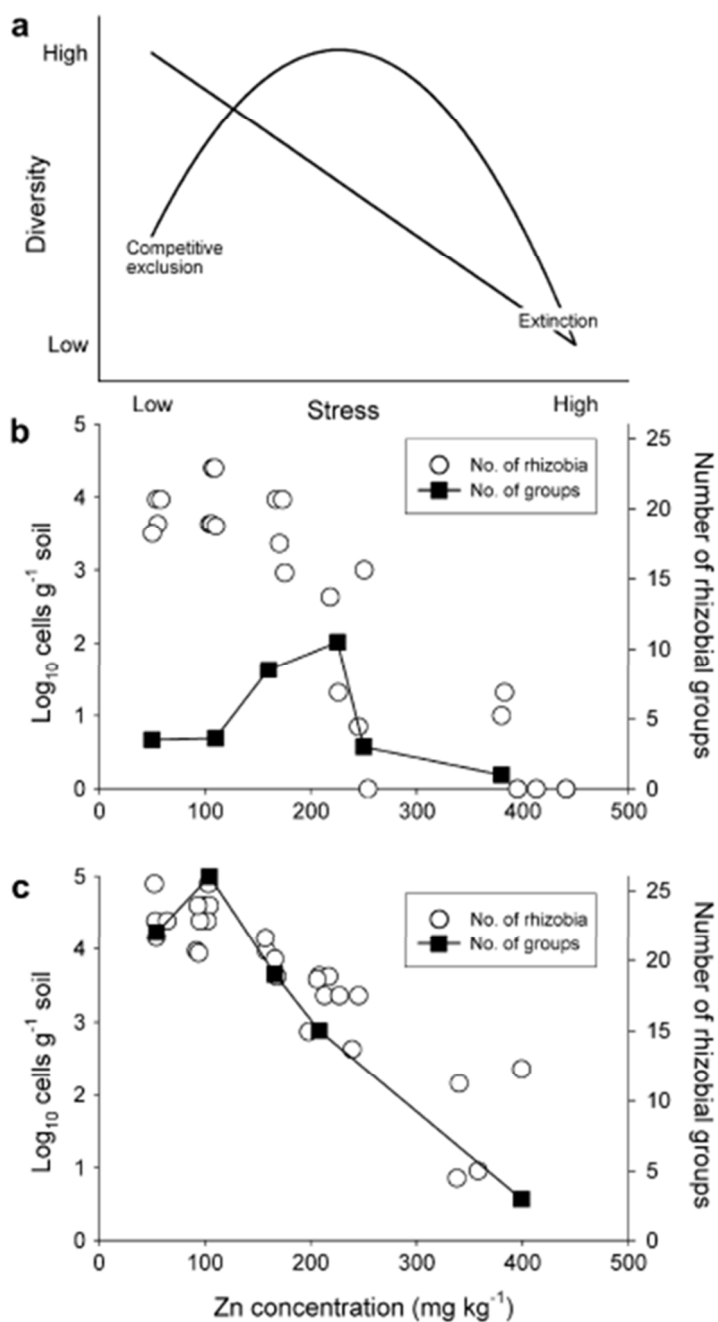 a
High
Diversity
Competitive
exclusion
Extinction
Low
Low Stress High
b
5
4
3
2
1
0
Log10 cells g-1 soil
No. of rhizobia
No. of groups
25
20
15
10
5
0
Number of rhizobial groups
0 100 200 300 400 500
c
5
4
3
2
1
0
Log10 cells g-1 soil
No. of rhizobia
No. of groups
25
20
15
10
5
0
Number of rhizobial groups
0 100 200 300 400 500
Zn concentration (mg kg-1)